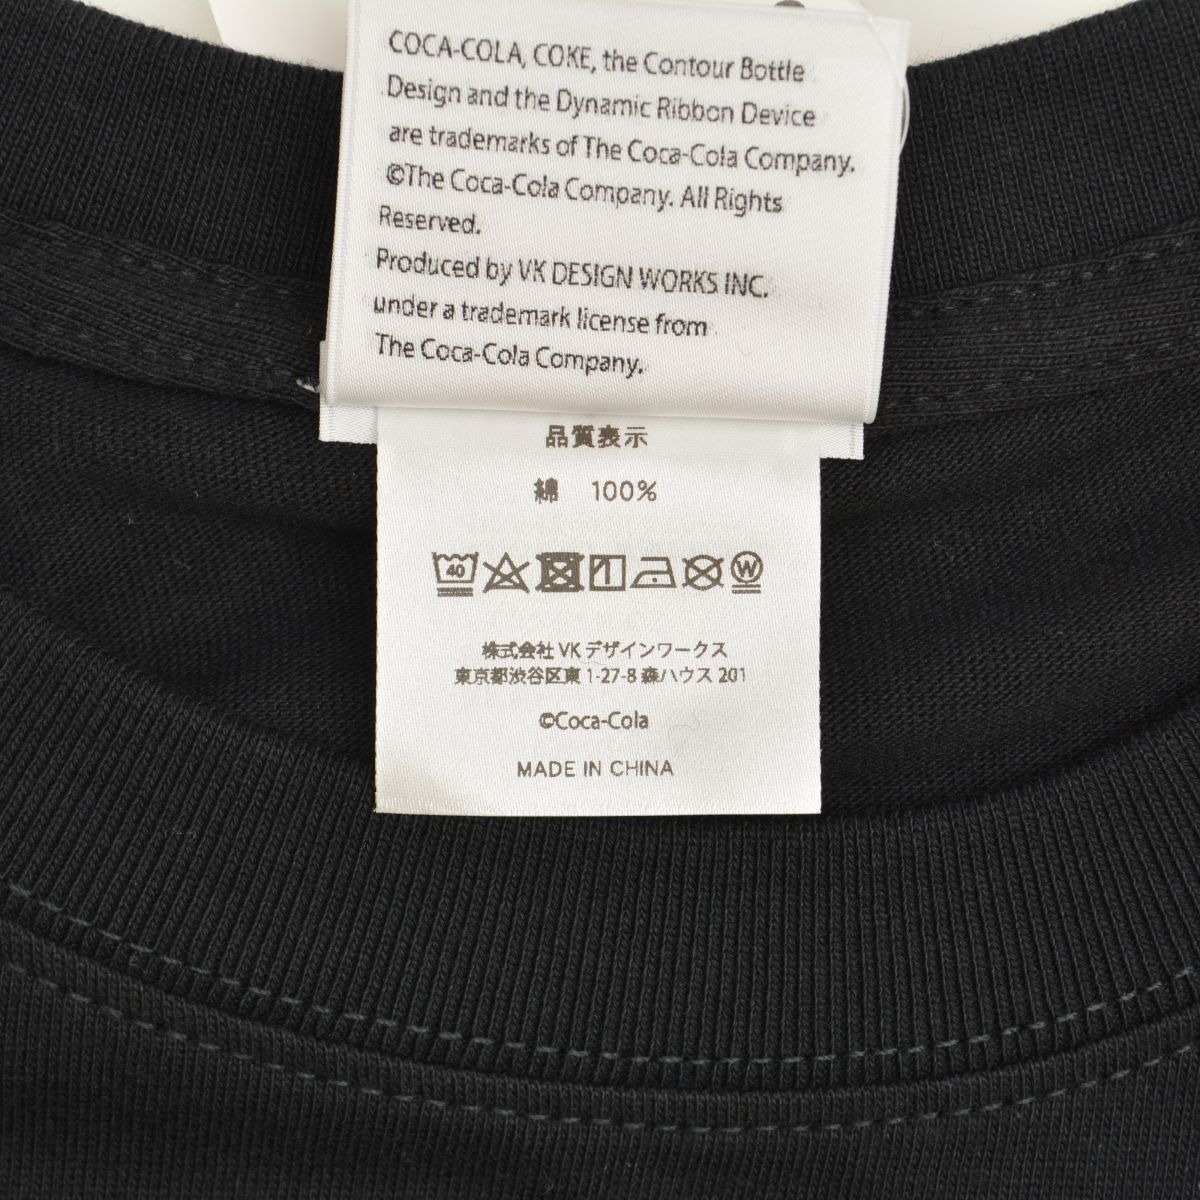 COCA-COLA, COKE, the Contour Bottle
Design and the Dynamic Ribbon Device
are trademarks of The Coca-Cola Company.
©The Coca-Cola Company. All Rights
Reserved.
Produced by VK DESIGN WORKS INC.
under a trademark license from
The Coca-Cola Company.
品質表示
綿 100%
40 W
株式会社 VK デザインワークス
東京都渋谷区東 1-27-8 森ハウス 201
©Coca-Cola
MADE IN CHINA